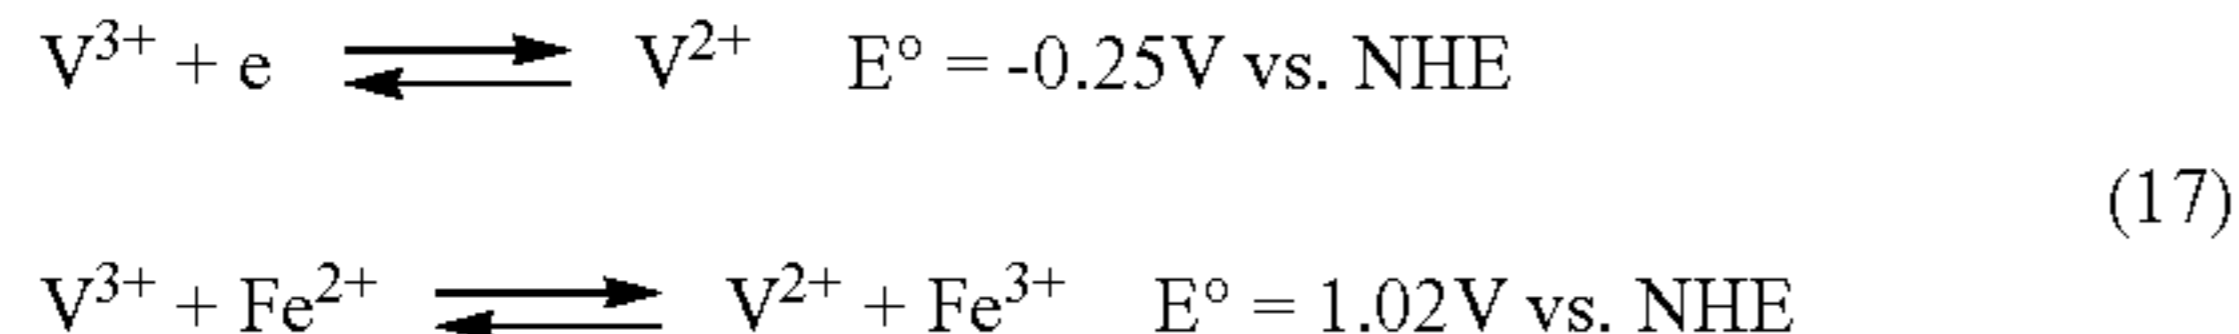 V³⁺ + e ⇌ V²⁺ E° = -0.25V vs. NHE
(17)
V³⁺ + Fe²⁺ ⇌ V²⁺ + Fe³⁺ E° = 1.02V vs. NHE